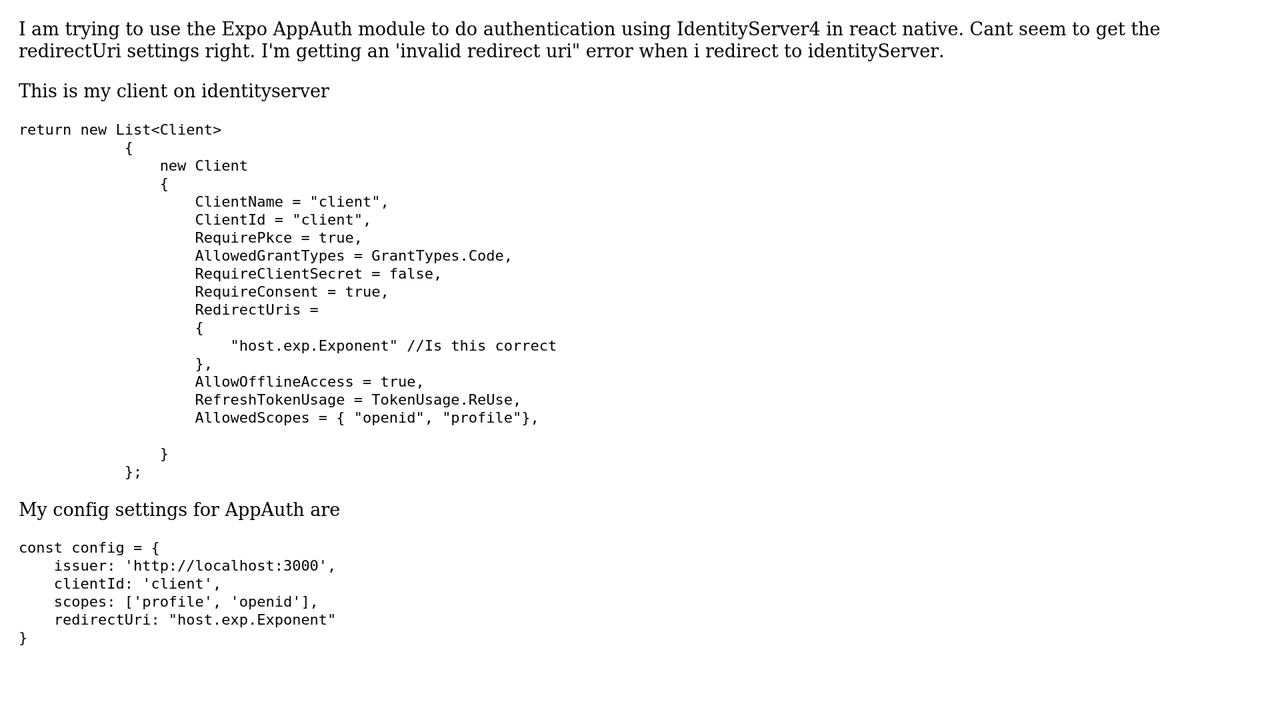 I am trying to use the Expo AppAuth module to do authentication using IdentityServer4 in react native. Cant seem to get the
redirectUri settings right. I'm getting an 'invalid redirect uri" error when i redirect to identityServer.
This is my client on identityserver
return new List<Client>
            {
                new Client
                {
                    ClientName = "client",
                    ClientId = "client",
                    RequirePkce = true,
                    AllowedGrantTypes = GrantTypes.Code,
                    RequireClientSecret = false,
                    RequireConsent = true,
                    RedirectUris =
                    {
                        "host.exp.Exponent" //Is this correct
                    },
                    AllowOfflineAccess = true,
                    RefreshTokenUsage = TokenUsage.ReUse,
                    AllowedScopes = { "openid", "profile"},
                }
            };
My config settings for AppAuth are
const config = {
    issuer: 'http://localhost:3000',
    clientId: 'client',
    scopes: ['profile', 'openid'],
    redirectUri: "host.exp.Exponent"
}